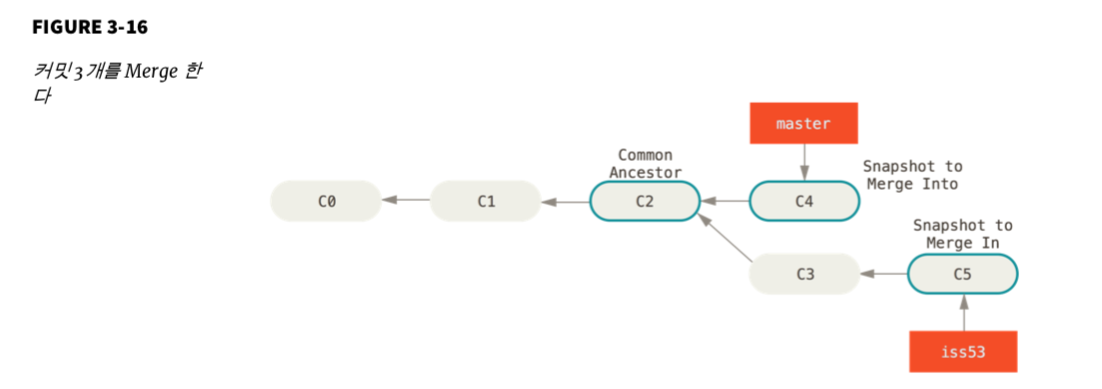 FIGURE 3-16
커밋 3 개를 Merge 한
다
master
Common
Ancestor
Snapshot to
Merge Into
C0
C1
C2
C4
Snapshot to
Merge In
C3
C5
iss53